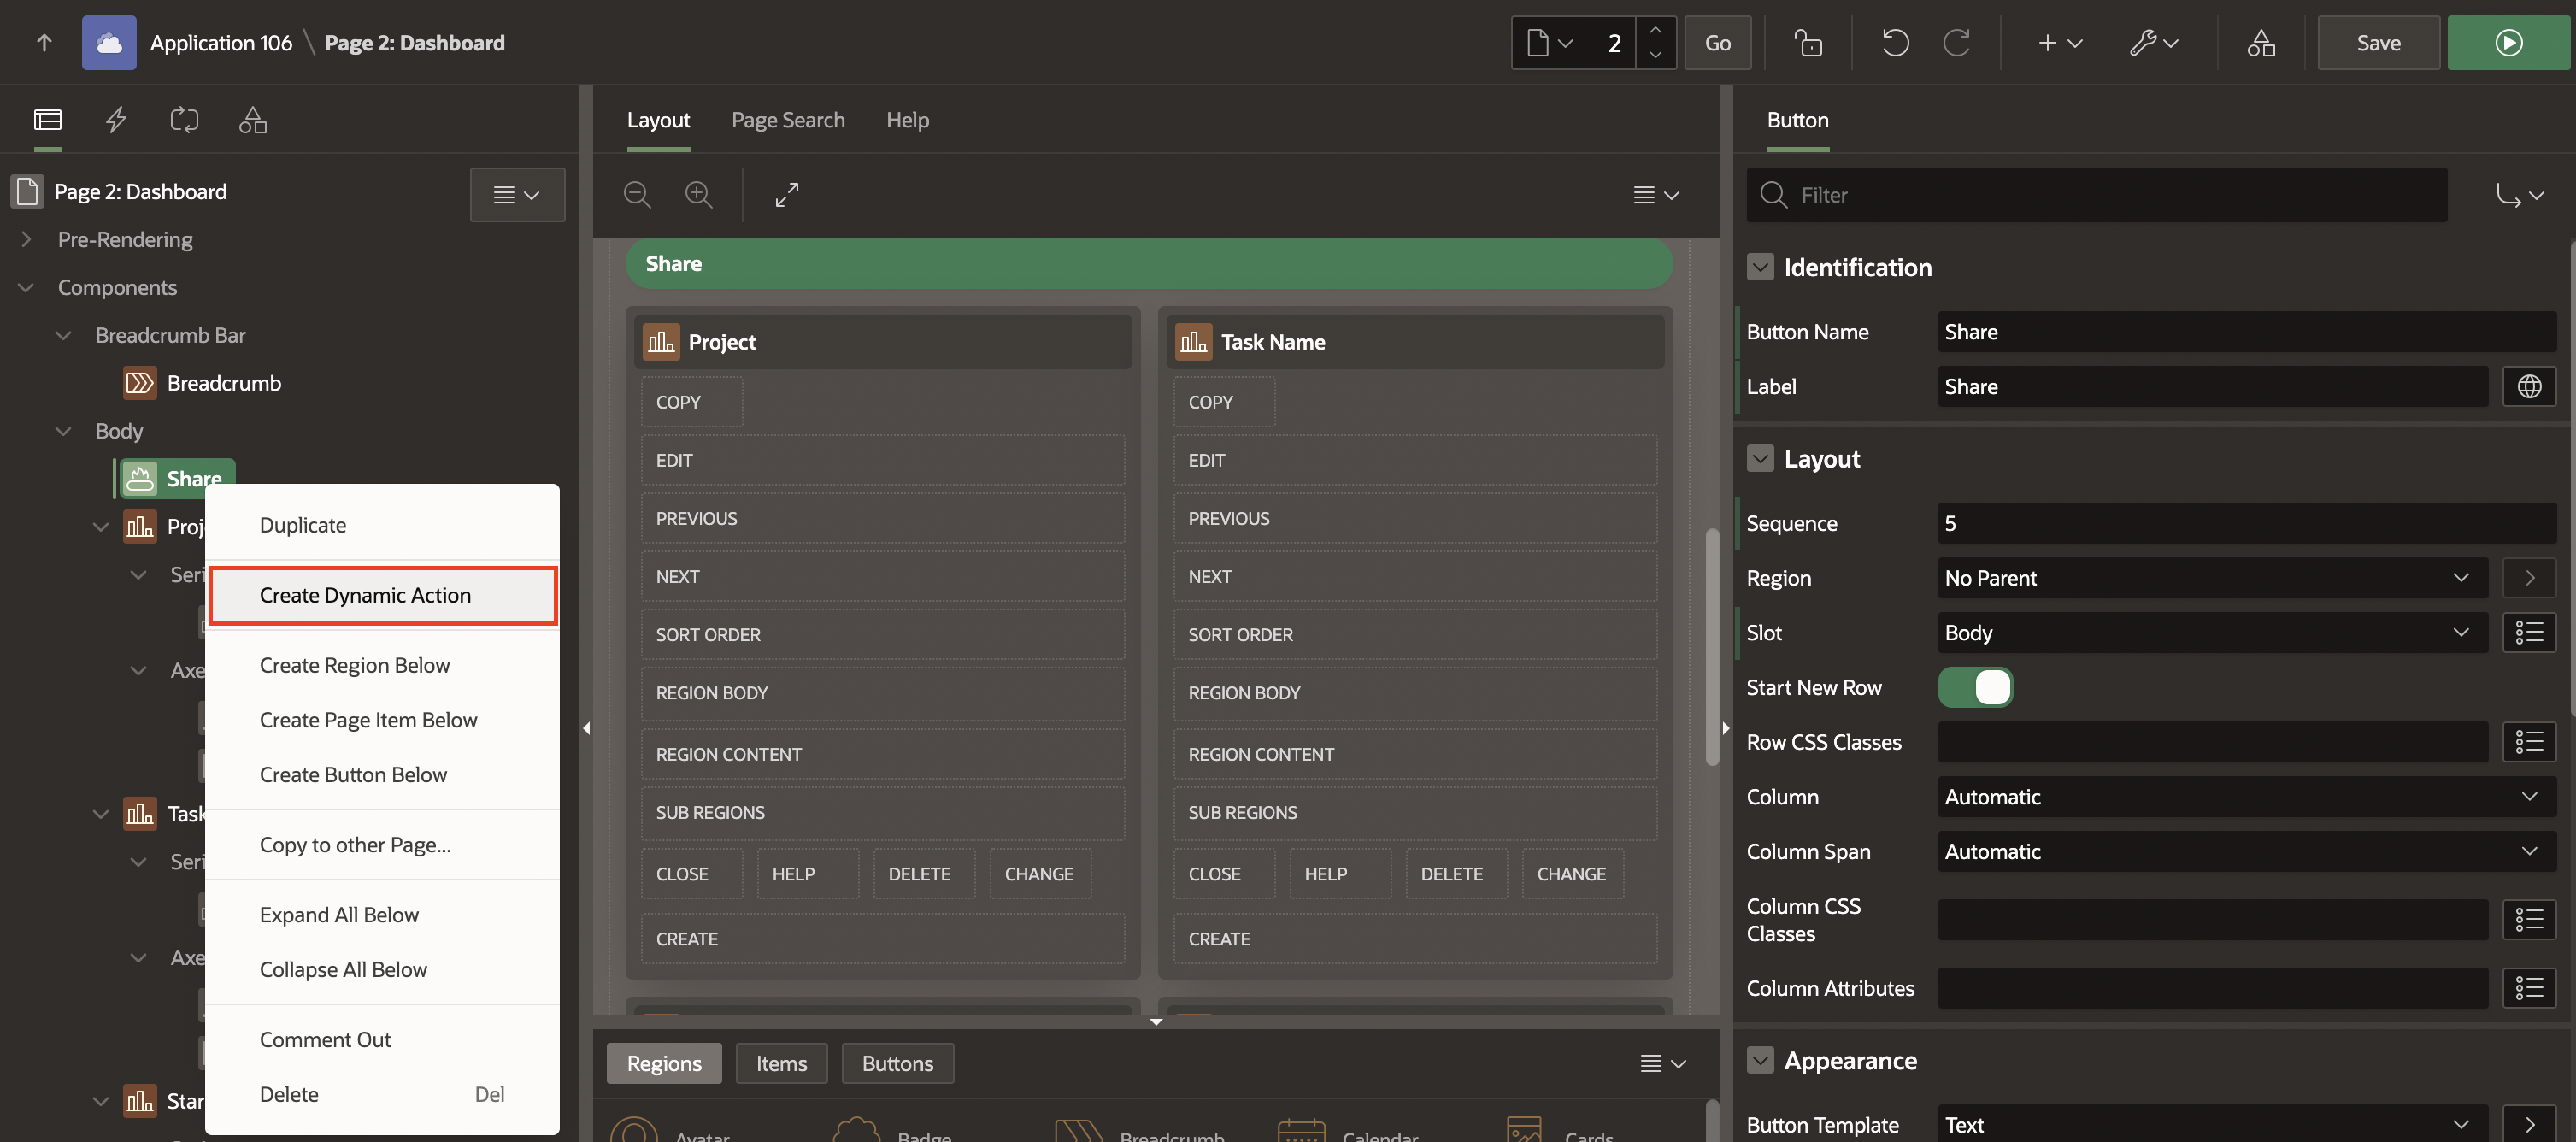 Application 106 \ Page 2: Dashboard
2
Go
Save
Page 2: Dashboard
Pre-Rendering
Components
Breadcrumb Bar
Breadcrumb
Body
Share
Proj
Seri
Axe
Task
Seri
Axe
Star
Duplicate
Create Dynamic Action
Create Region Below
Create Page Item Below
Create Button Below
Copy to other Page...
Expand All Below
Collapse All Below
Comment Out
Delete Del
Layout Page Search Help
Share
Project
COPY
EDIT
PREVIOUS
NEXT
SORT ORDER
REGION BODY
REGION CONTENT
SUB REGIONS
CLOSE HELP DELETE CHANGE
CREATE
Task Name
COPY
EDIT
PREVIOUS
NEXT
SORT ORDER
REGION BODY
REGION CONTENT
SUB REGIONS
CLOSE HELP DELETE CHANGE
CREATE
Regions Items Buttons
Avatar Badge Breadcrumb Calendar Cards
Button
Filter
Identification
Button Name Share
Label Share
Layout
Sequence 5
Region No Parent
Slot Body
Start New Row
Row CSS Classes
Column Automatic
Column Span Automatic
Column CSS
Classes
Column Attributes
Appearance
Button Template Text